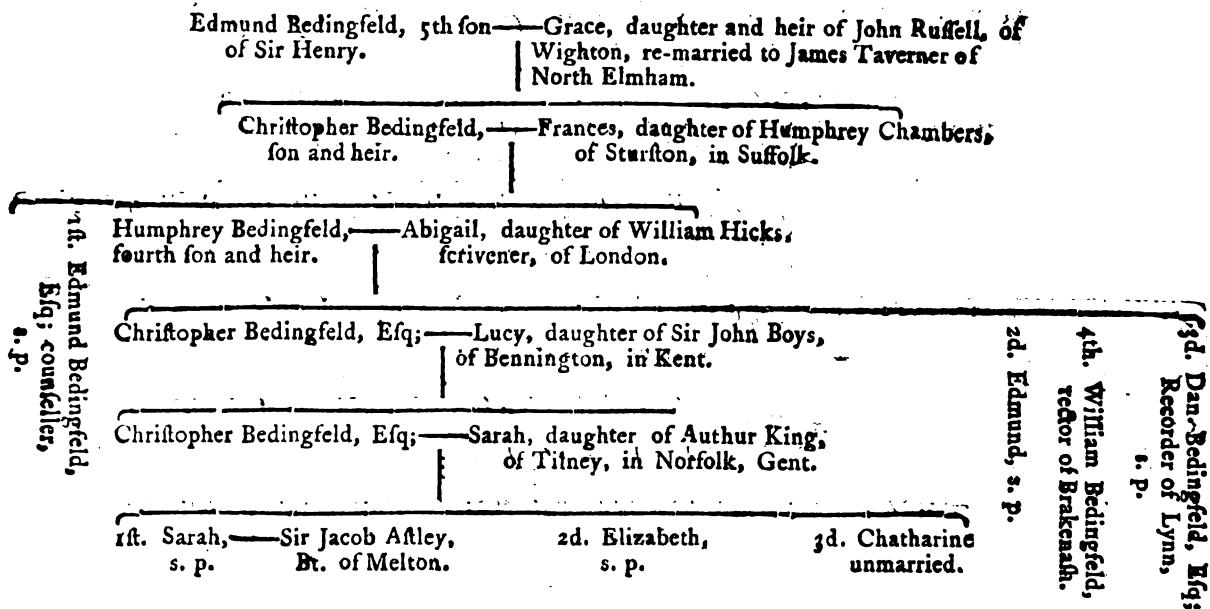 Edmund Bedingfeld, 5th ſon—Grace, daughter and heir of John Ruſſell, of
of Sir Henry. Wighton, re-married to James Taverner of
North Elmham.
Chriſtopher Bedingfeld,—Frances, daughter of Humphrey Chambers,
ſon and heir. of Sturſton, in Suffolk.
1ſt. Edmund Bedingfeld,
Eſq; counſeller,
s. p.
Humphrey Bedingfeld,—Abigail, daughter of William Hicks,
fourth ſon and heir. ſcrivener, of London.
Chriſtopher Bedingfeld, Eſq;—Lucy, daughter of Sir John Boys,
of Bennington, in Kent.
2d. Edmund, s. p.
4th. William Bedingfeld,
rector of Brakenaſh.
3d. Dan. Bedingfeld, Eſq;
Recorder of Lynn,
s. p.
Chriſtopher Bedingfeld, Eſq;—Sarah, daughter of Authur King,
of Tilney, in Norfolk, Gent.
1ſt. Sarah,—Sir Jacob Aſtley, 2d. Elizabeth, 3d. Chatharine
s. p. Bt. of Melton. s. p. unmarried.